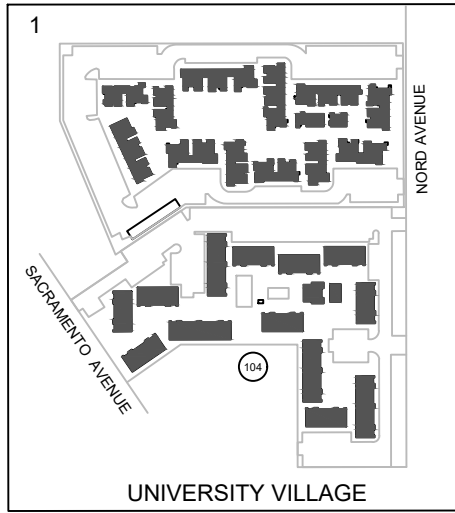 1
NORD AVENUE
SACRAMENTO AVENUE
104
UNIVERSITY VILLAGE